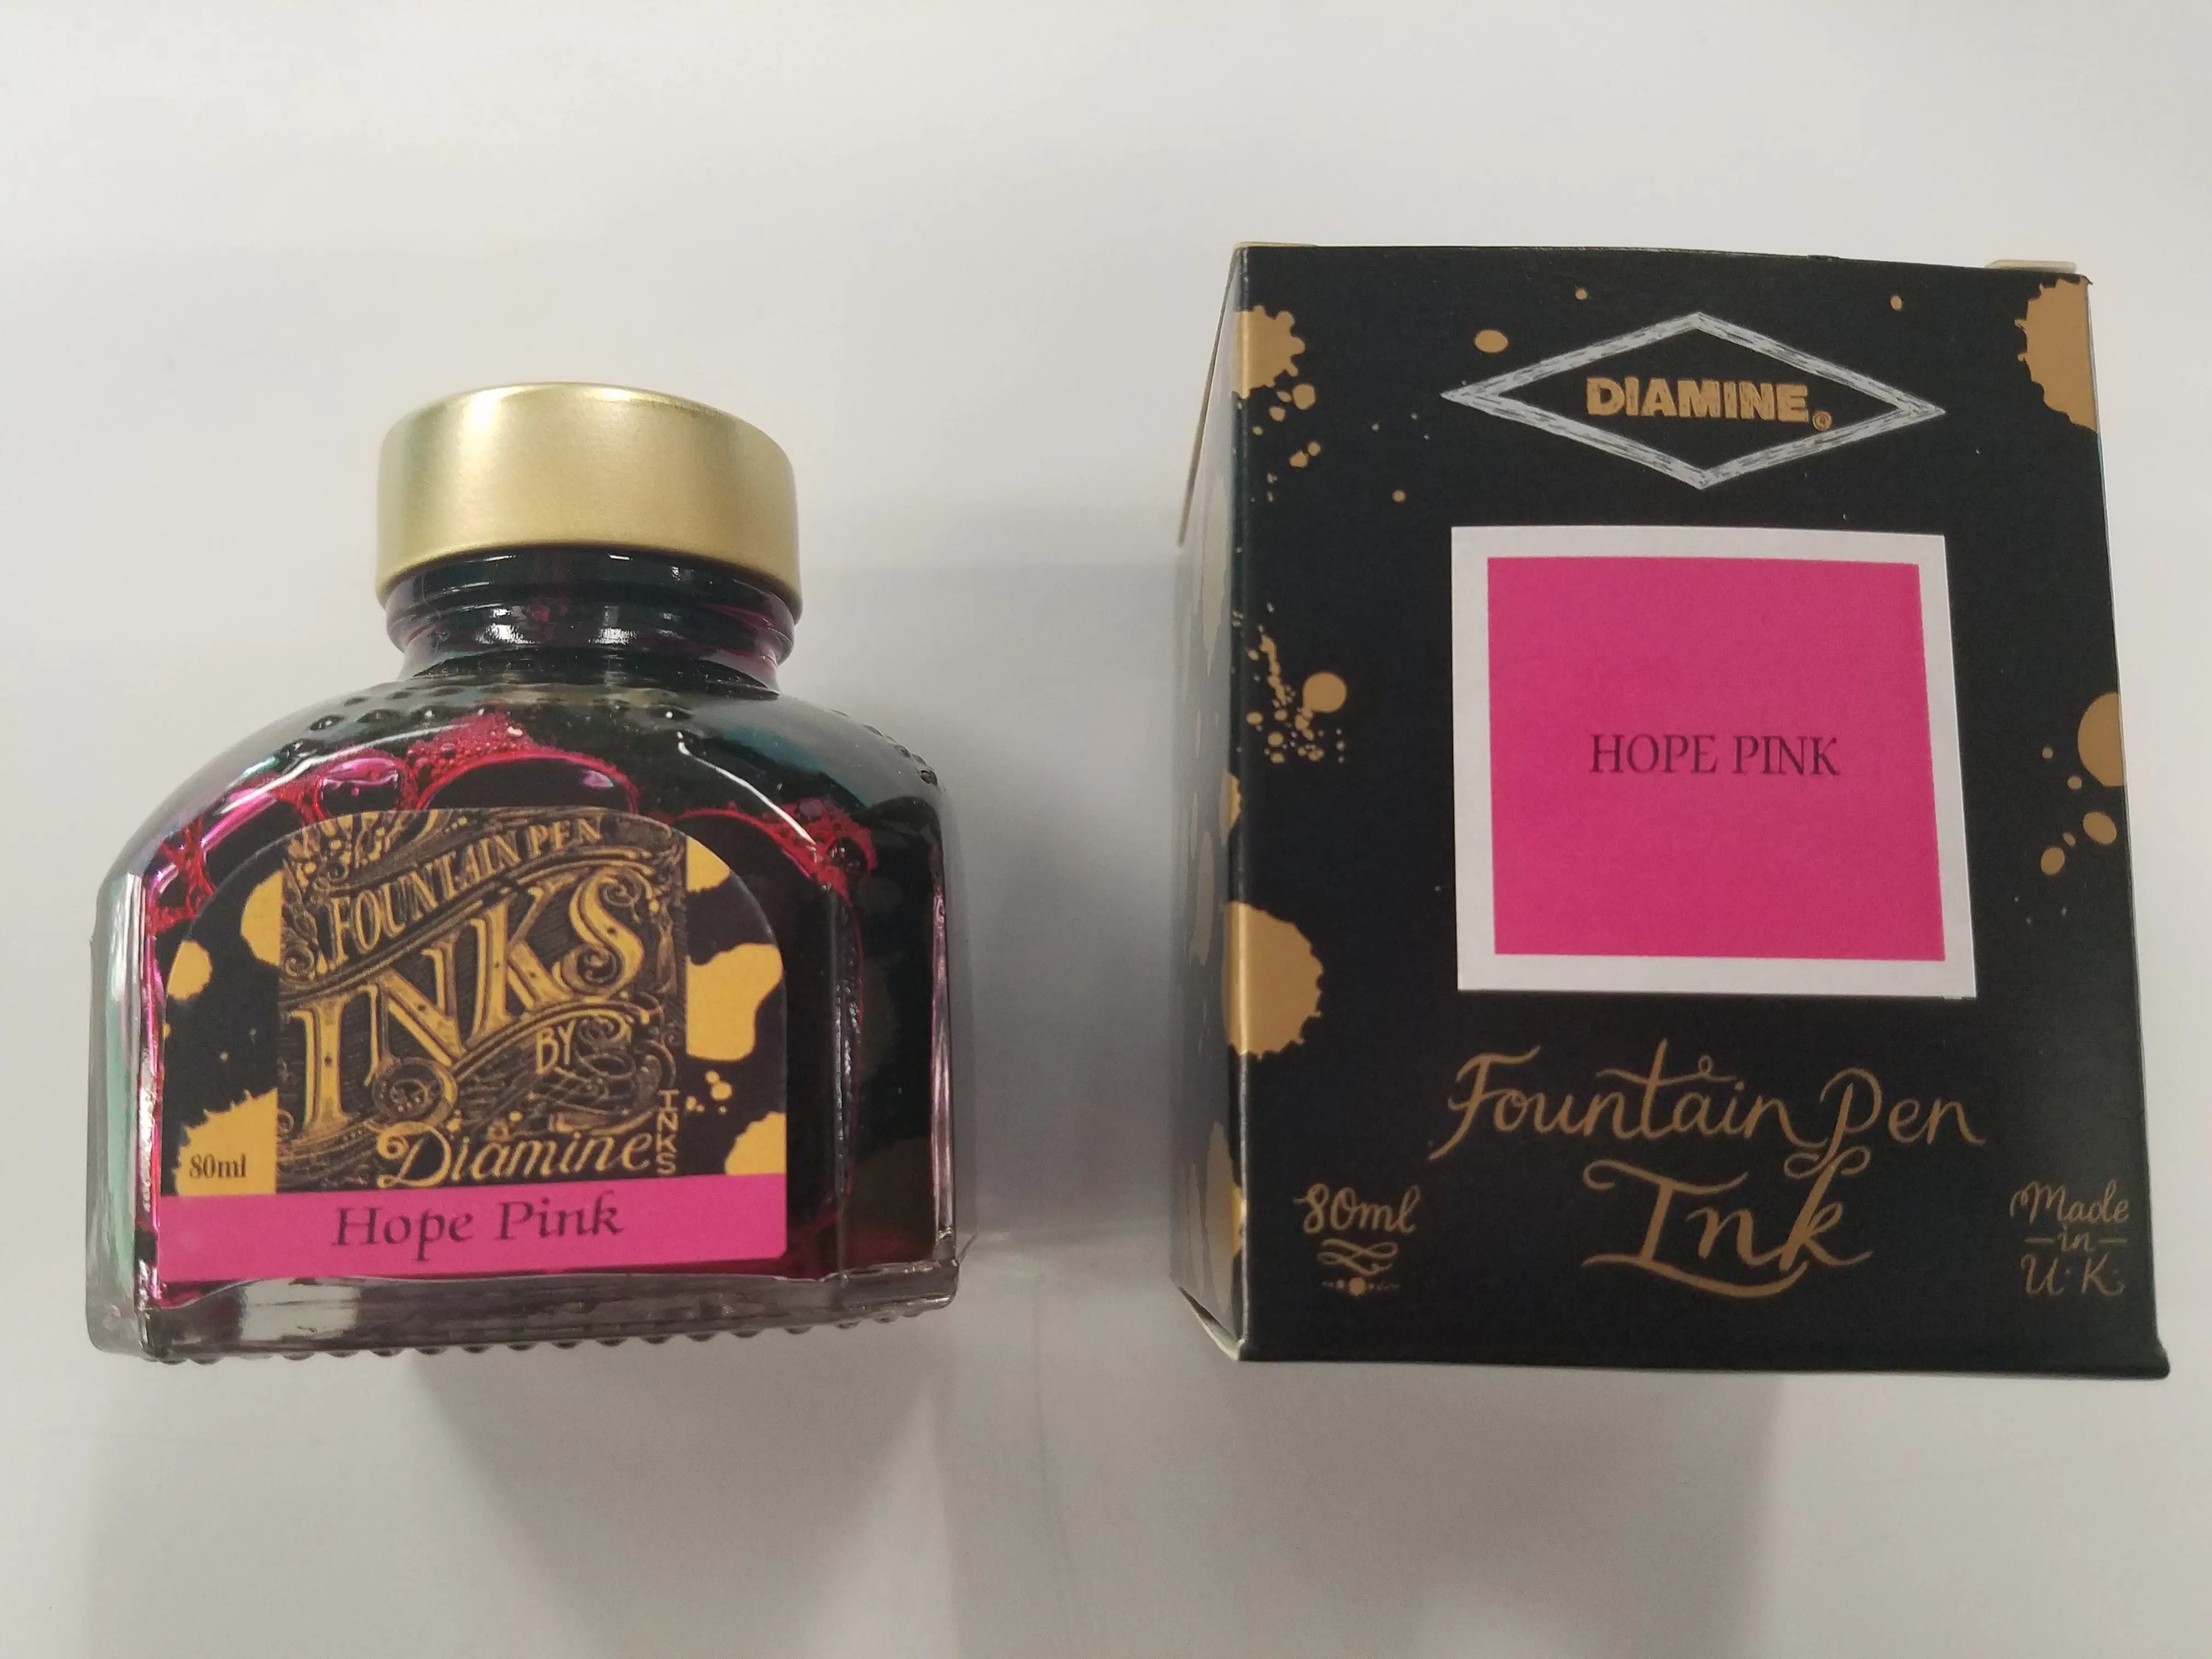 FOUNTAIN PEN
INKS
BY
Diamine
INKS
80ml
Hope Pink
DIAMINE®
HOPE PINK
Fountain Pen
Ink
80ml
Made
in
U.K.